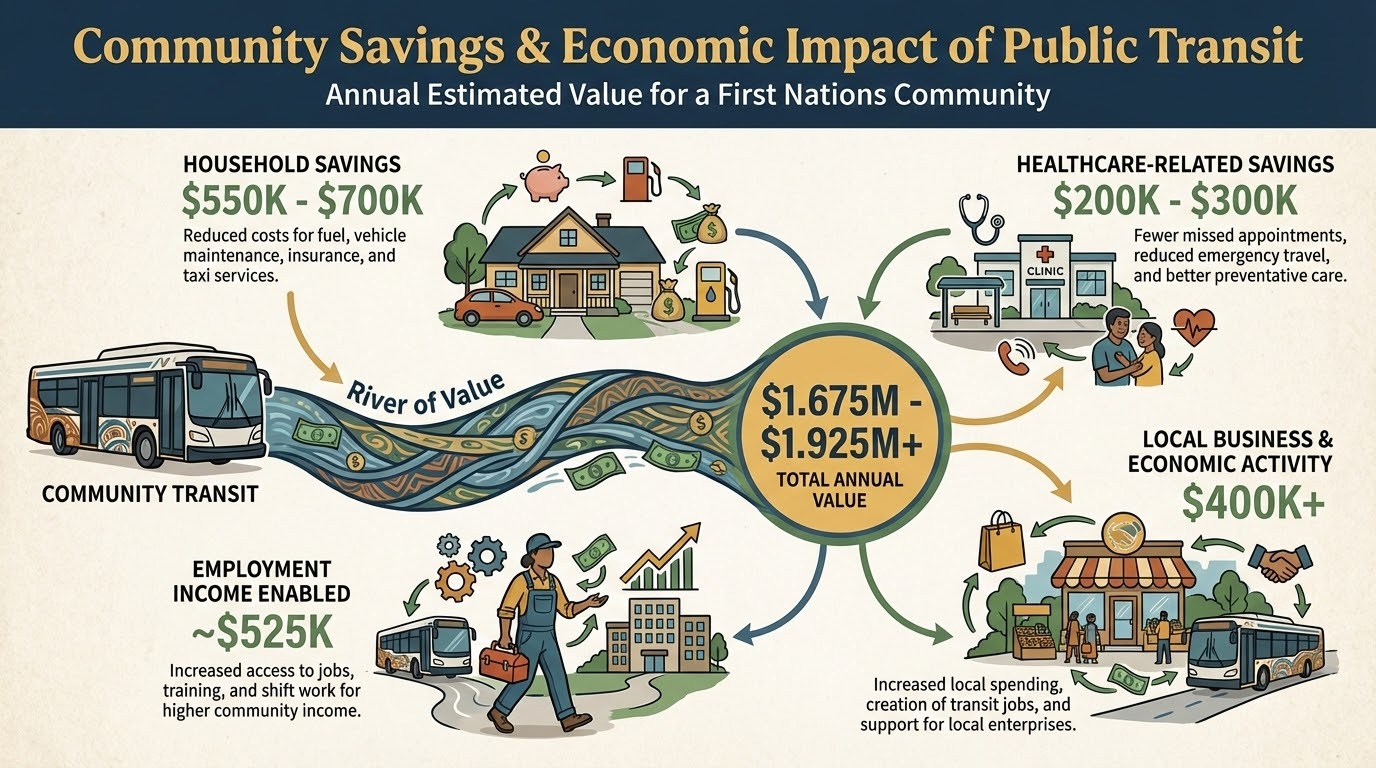 Community Savings & Economic Impact of Public Transit
Annual Estimated Value for a First Nations Community
HOUSEHOLD SAVINGS
$550K - $700K
Reduced costs for fuel, vehicle
maintenance, insurance, and
taxi services.
HEALTHCARE-RELATED SAVINGS
$200K - $300K
Fewer missed appointments,
reduced emergency travel,
and better preventative care.
CLINIC
River of Value
COMMUNITY TRANSIT
$1.675M -
$1.925M+
TOTAL ANNUAL
VALUE
LOCAL BUSINESS &
ECONOMIC ACTIVITY
$400K+
Increased local spending,
creation of transit jobs, and
support for local enterprises.
EMPLOYMENT
INCOME ENABLED
~$525K
Increased access to jobs,
training, and shift work for
higher community income.